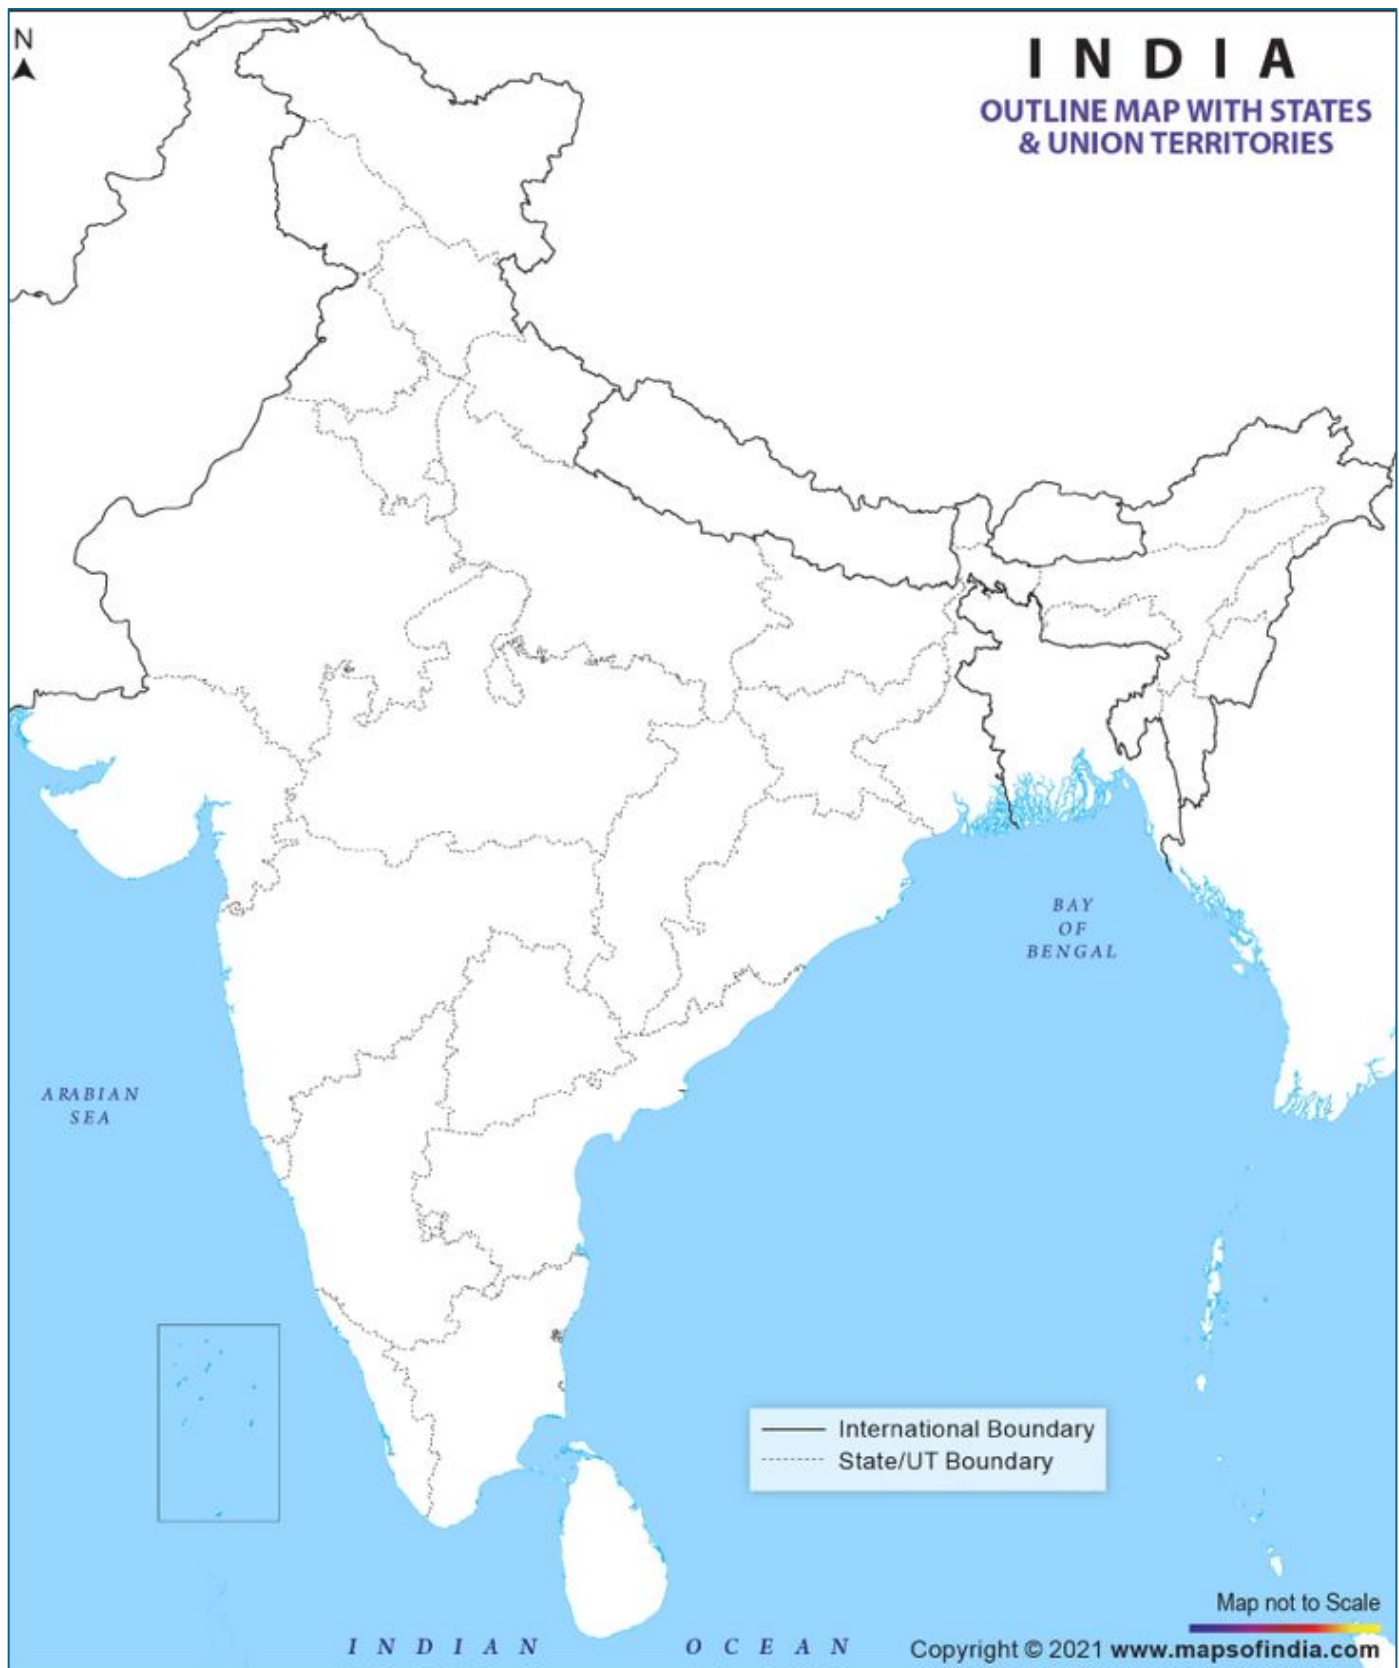 N
INDIA
OUTLINE MAP WITH STATES
& UNION TERRITORIES
BAY
OF
BENGAL
ARABIAN
SEA
International Boundary
State/UT Boundary
Map not to Scale
INDIAN OCEAN
Copyright © 2021 www.mapsofindia.com